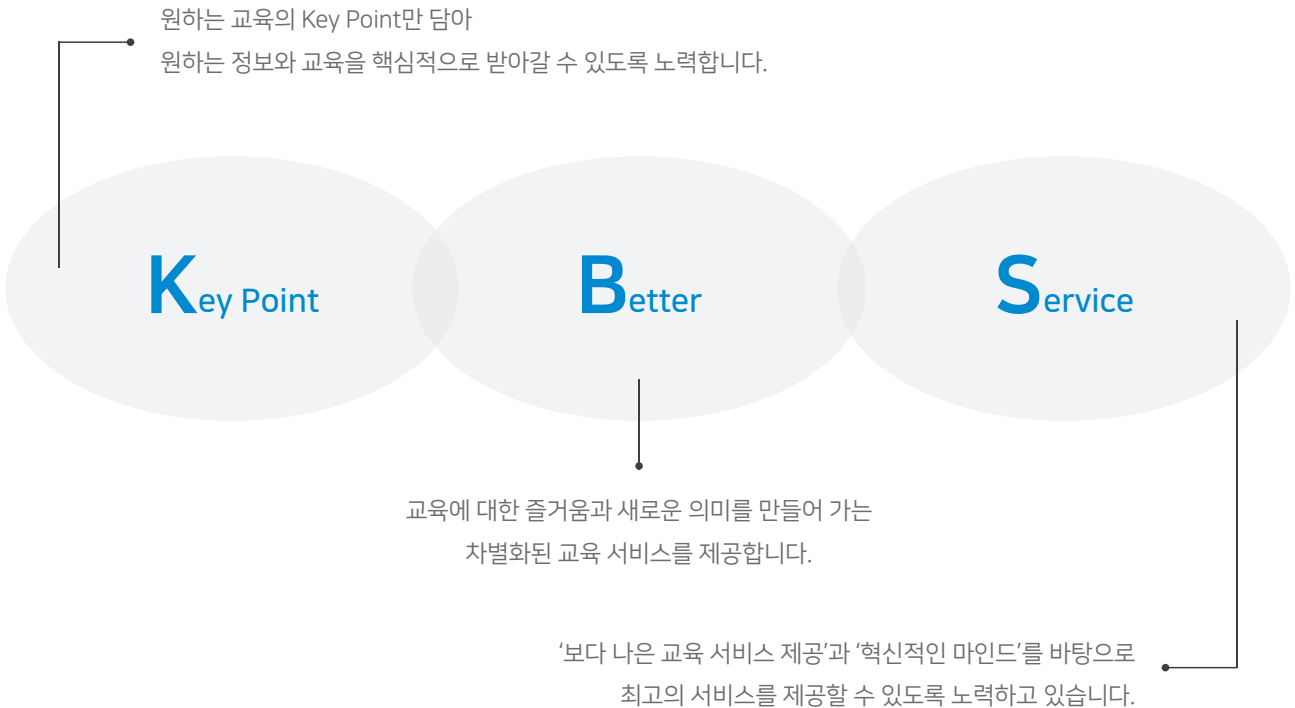 원하는 교육의 Key Point만 담아
원하는 정보와 교육을 핵심적으로 받아갈 수 있도록 노력합니다.
Key Point
Better
Service
교육에 대한 즐거움과 새로운 의미를 만들어 가는
차별화된 교육 서비스를 제공합니다.
‘보다 나은 교육 서비스 제공’과 ‘혁신적인 마인드’를 바탕으로
최고의 서비스를 제공할 수 있도록 노력하고 있습니다.